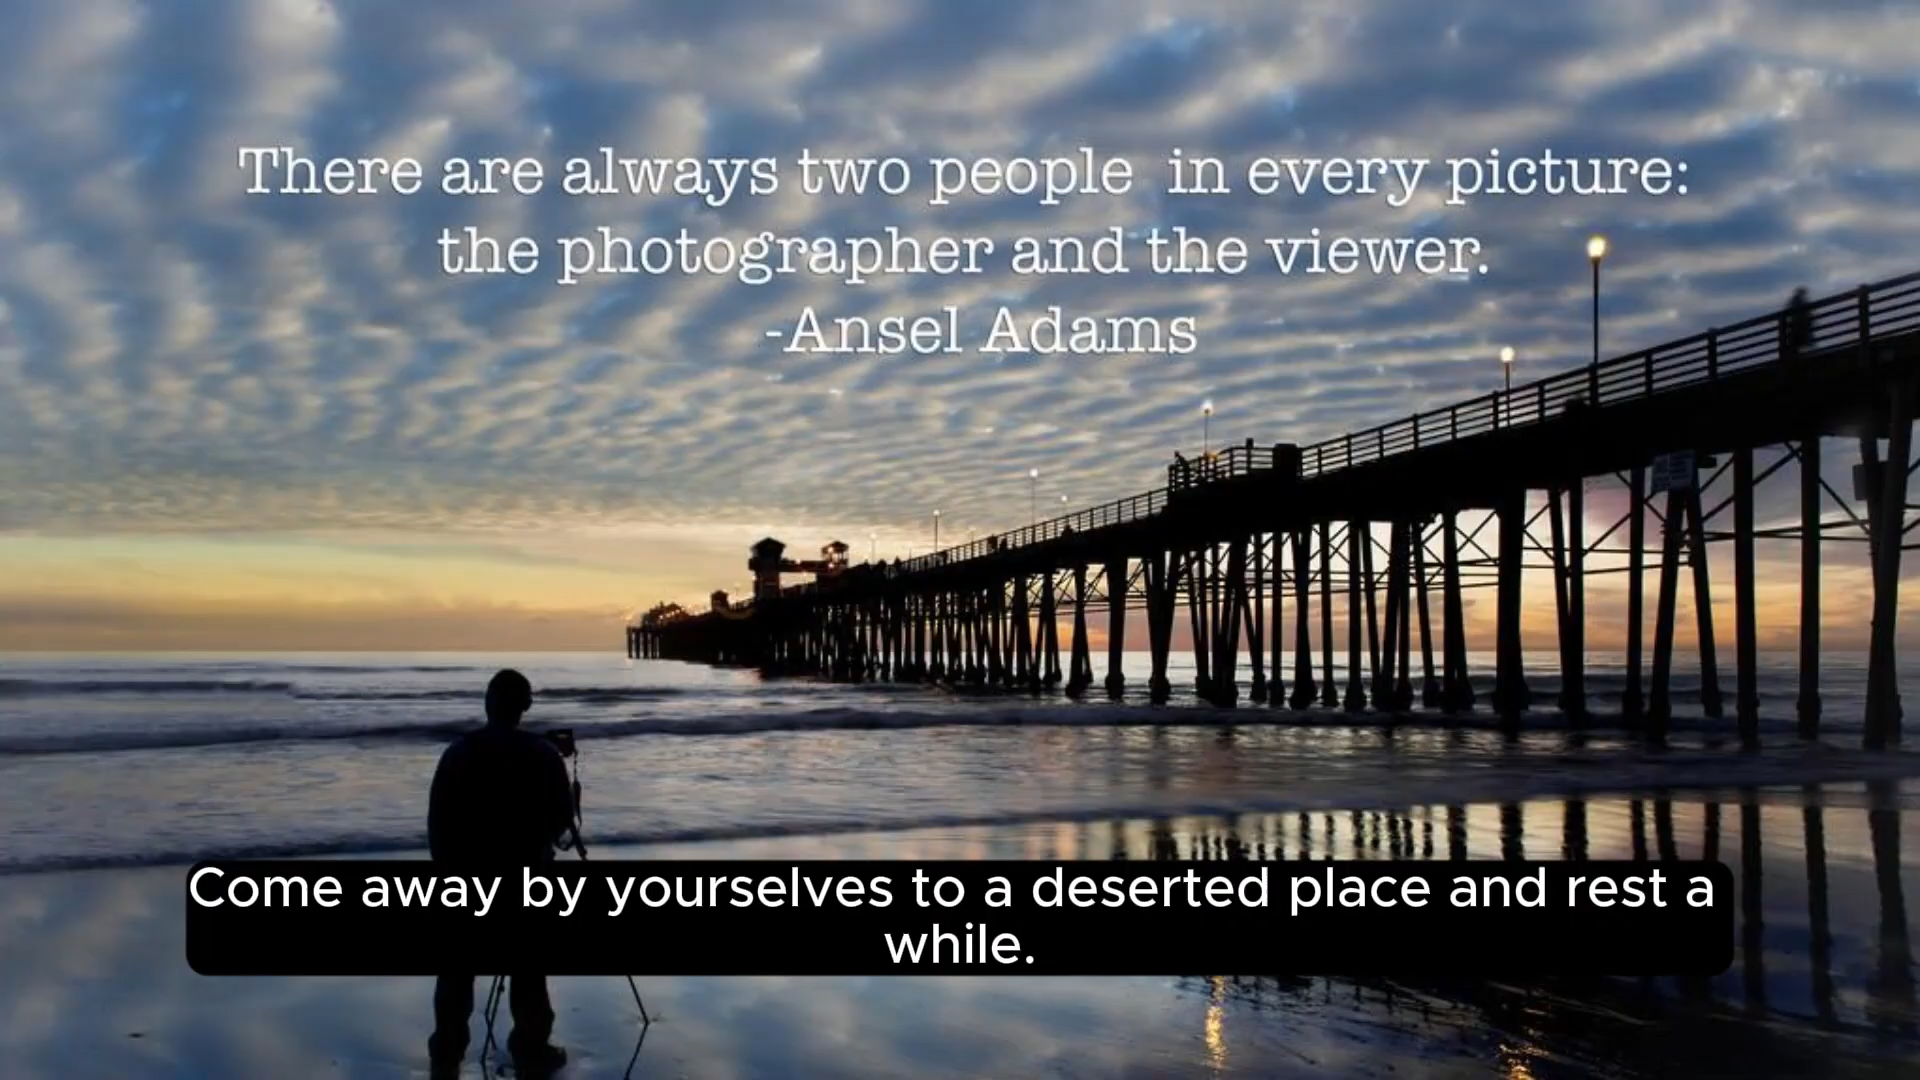 There are always two people in every picture:
the photographer and the viewer.
-Ansel Adams
Come away by yourselves to a deserted place and rest a
while.